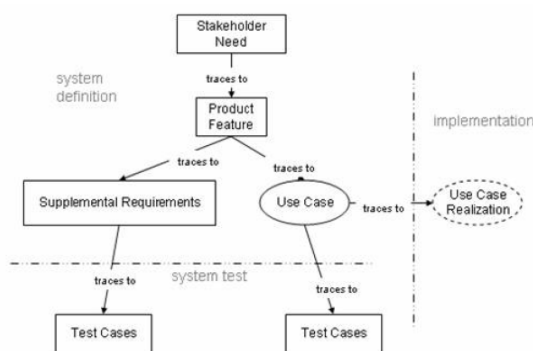 Stakeholder
Need
system
definition
traces to
implementation
Product
Feature
traces to
traces to
Supplemental Requirements
Use Case
traces to
Use Case
Realization
system test
traces to
traces to
Test Cases
Test Cases